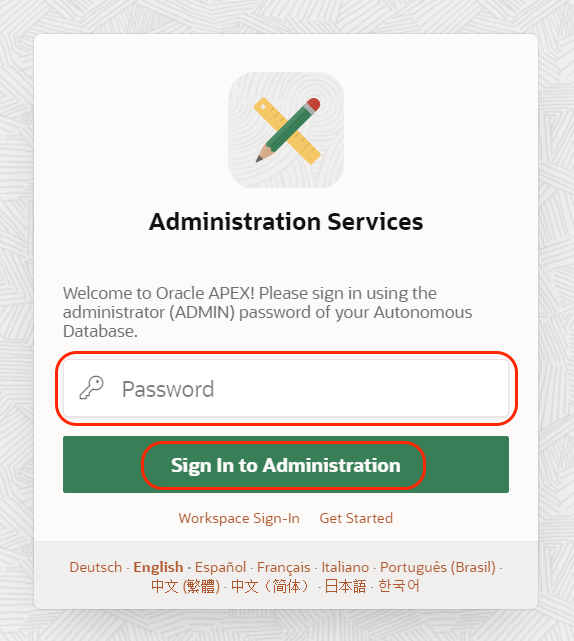 Administration Services
Welcome to Oracle APEX! Please sign in using the
administrator (ADMIN) password of your Autonomous
Database.
Password
Sign In to Administration
Workspace Sign-In Get Started
Deutsch · English · Español · Français · Italiano · Português (Brasil) ·
中文 (繁體) · 中文（简体） · 日本語 · 한국어